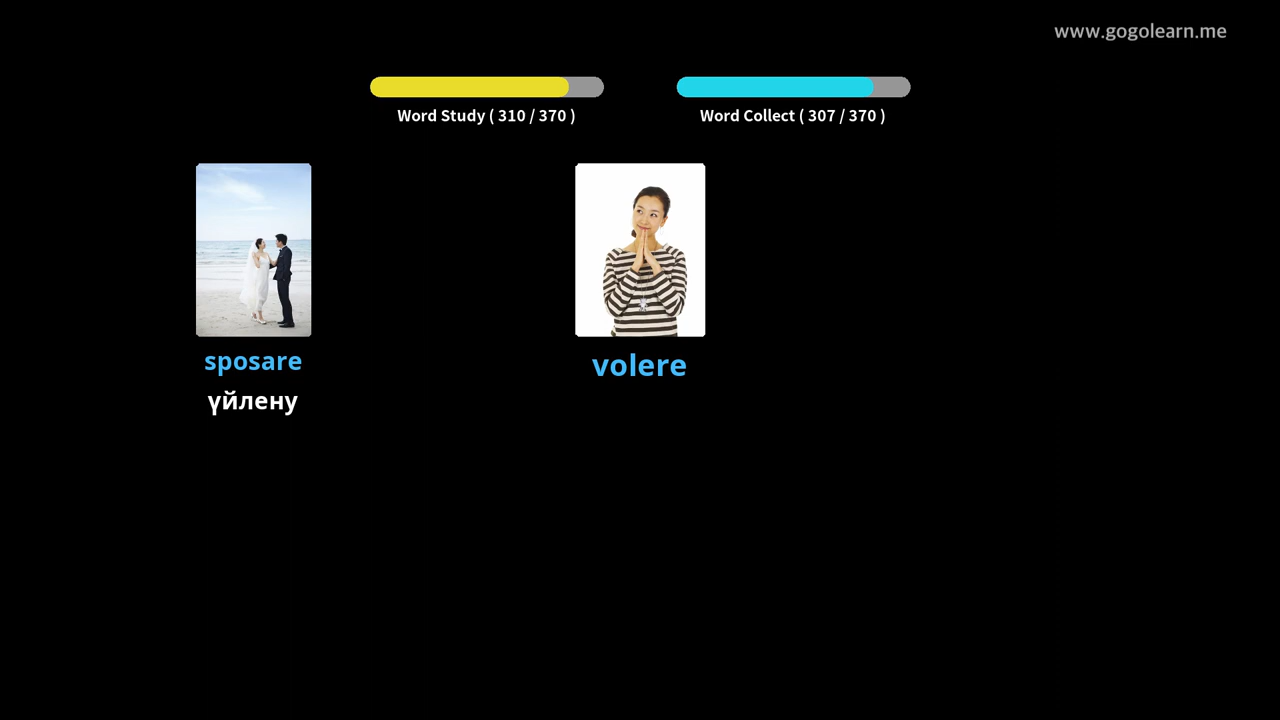 www.gogolearn.me
Word Study ( 310 / 370 )
Word Collect ( 307 / 370 )
sposare
үйлену
volere